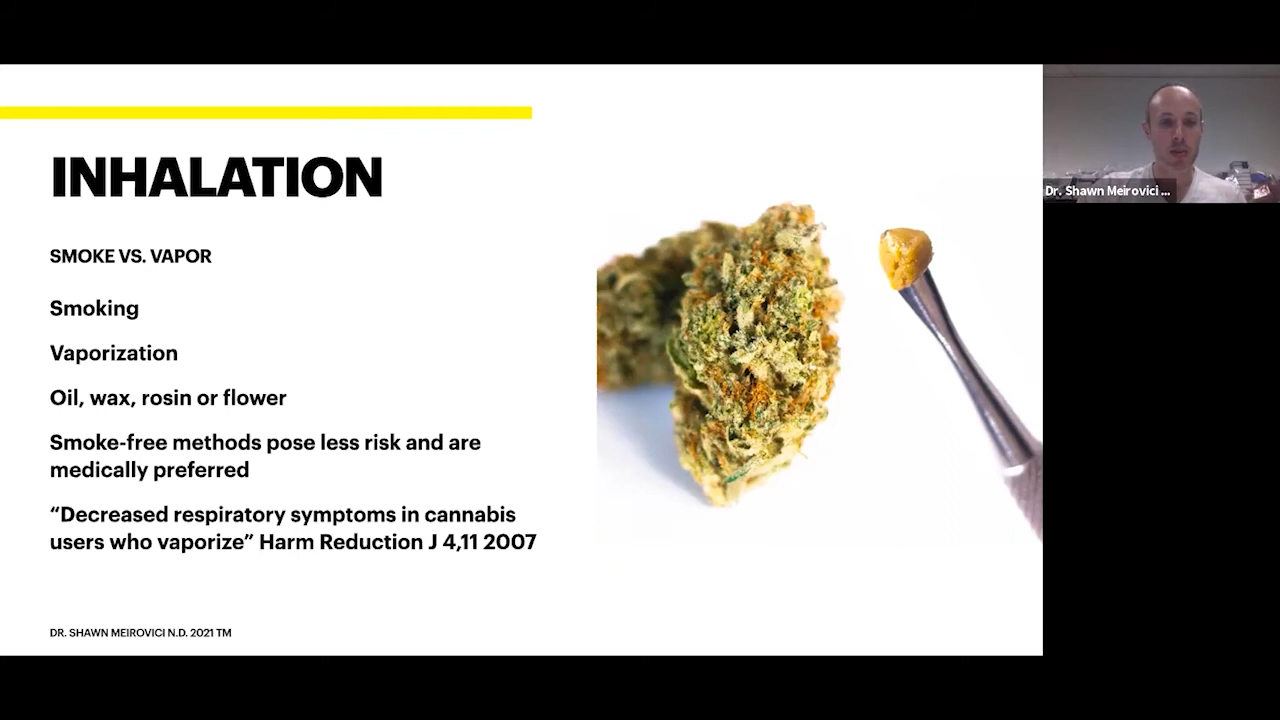 INHALATION
SMOKE VS. VAPOR
Smoking
Vaporization
Oil, wax, rosin or flower
Smoke-free methods pose less risk and are
medically preferred
“Decreased respiratory symptoms in cannabis
users who vaporize” Harm Reduction J 4,11 2007
DR. SHAWN MEIROVICI N.D. 2021 TM
Dr. Shawn Meirovici ...